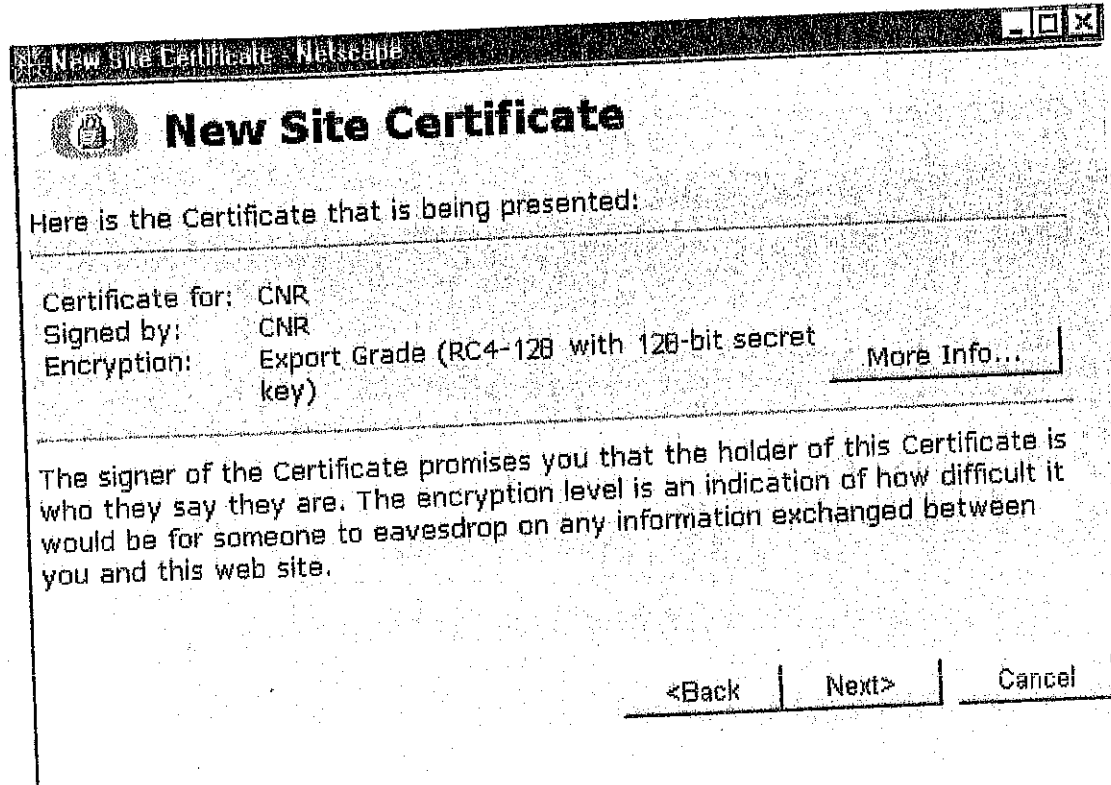 New Site Certificate - Netscape
New Site Certificate
Here is the Certificate that is being presented:
Certificate for: CNR
Signed by: CNR
Encryption: Export Grade (RC4-128 with 128-bit secret
key)
More Info...
The signer of the Certificate promises you that the holder of this Certificate is
who they say they are. The encryption level is an indication of how difficult it
would be for someone to eavesdrop on any information exchanged between
you and this web site.
<Back
Next>
Cancel